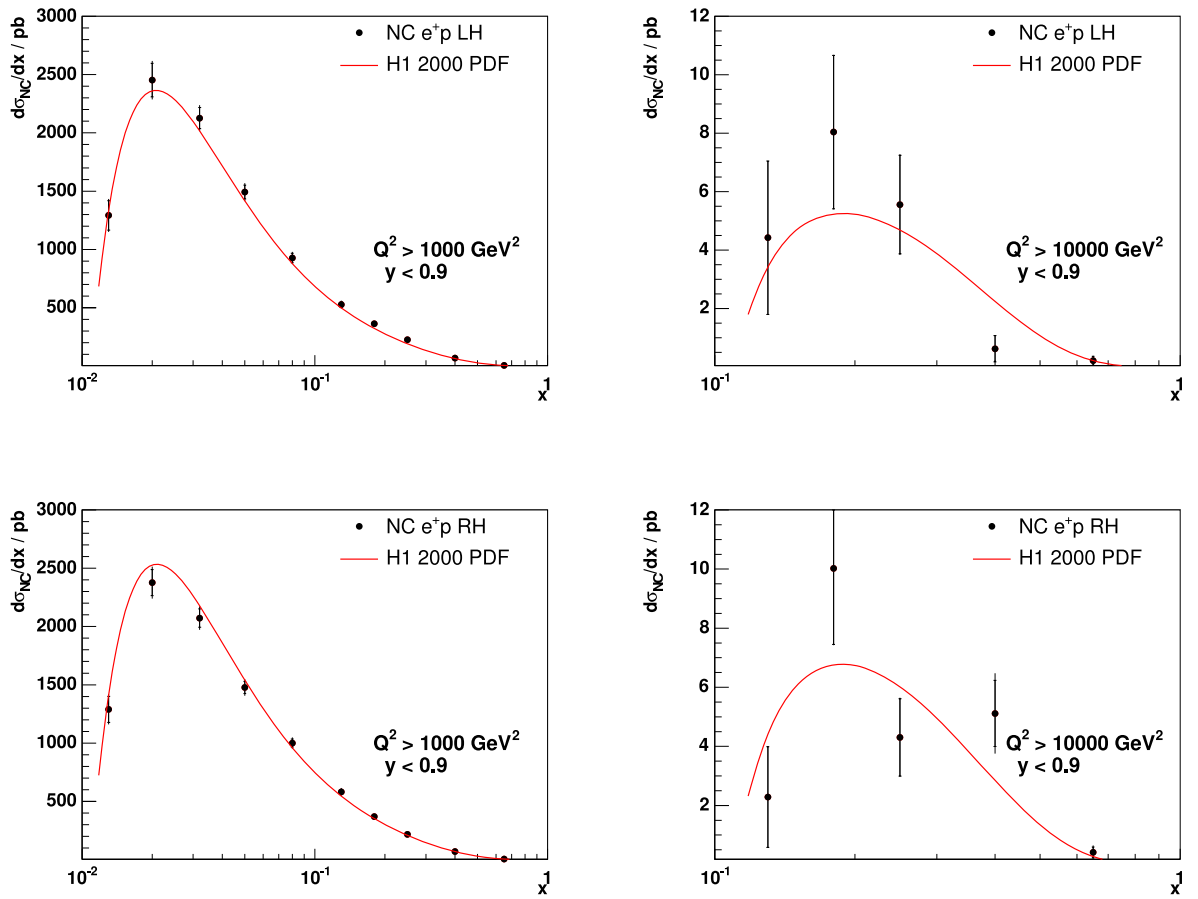 dσNC/dx / pb
3000
2500
2000
1500
1000
500
NC e⁺p LH
H1 2000 PDF
Q² > 1000 GeV²
y < 0.9
10⁻²
10⁻¹
1
x
dσNC/dx / pb
12
10
8
6
4
2
NC e⁺p LH
H1 2000 PDF
Q² > 10000 GeV²
y < 0.9
10⁻¹
1
x
dσNC/dx / pb
3000
2500
2000
1500
1000
500
NC e⁺p RH
H1 2000 PDF
Q² > 1000 GeV²
y < 0.9
10⁻²
10⁻¹
1
x
dσNC/dx / pb
12
10
8
6
4
2
NC e⁺p RH
H1 2000 PDF
Q² > 10000 GeV²
y < 0.9
10⁻¹
1
x